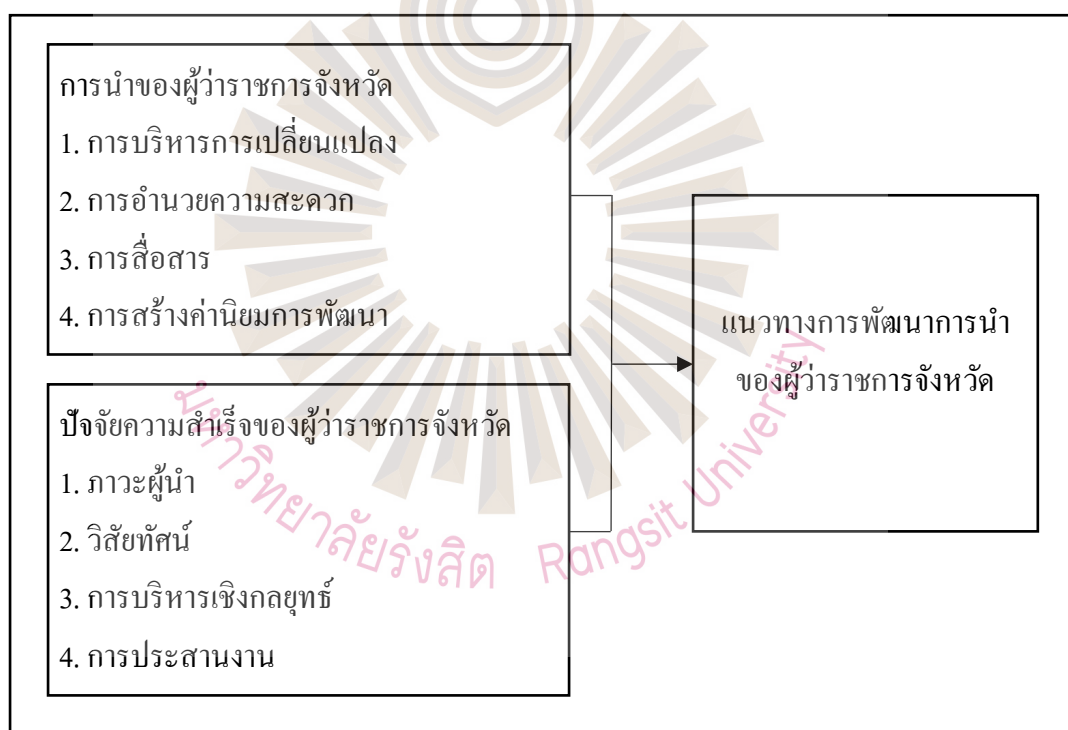 การนำของผู้ว่าราชการจังหวัด
1. การบริหารการเปลี่ยนแปลง
2. การอำนวยความสะดวก
3. การสื่อสาร
4. การสร้างค่านิยมการพัฒนา
ปัจจัยความสำเร็จของผู้ว่าราชการจังหวัด
1. ภาวะผู้นำ
2. วิสัยทัศน์
3. การบริหารเชิงกลยุทธ์
4. การประสานงาน
แนวทางการพัฒนาการนำ
ของผู้ว่าราชการจังหวัด
มหาวิทยาลัยรังสิต Rangsit University